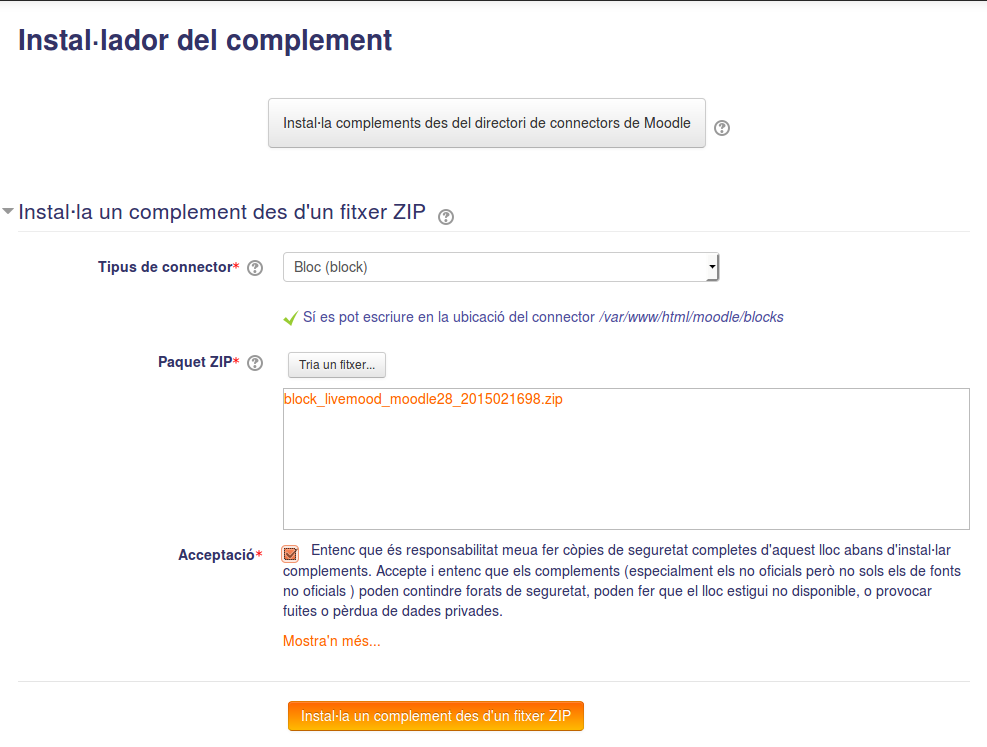 Instal·lador del complement
Instal·la complements des del directori de connectors de Moodle
Instal·la un complement des d'un fitxer ZIP
Tipus de connector*
Bloc (block)
Sí es pot escriure en la ubicació del connector /var/www/html/moodle/blocks
Paquet ZIP*
Tria un fitxer...
block_livemood_moodle28_2015021698.zip
Acceptació*
Entenc que és responsabilitat meua fer còpies de seguretat completes d'aquest lloc abans d'instal·lar
complements. Accepte i entenc que els complements (especialment els no oficials però no sols els de fonts
no oficials ) poden contindre forats de seguretat, poden fer que el lloc estigui no disponible, o provocar
fuites o pèrdua de dades privades.
Mostra'n més...
Instal·la un complement des d'un fitxer ZIP